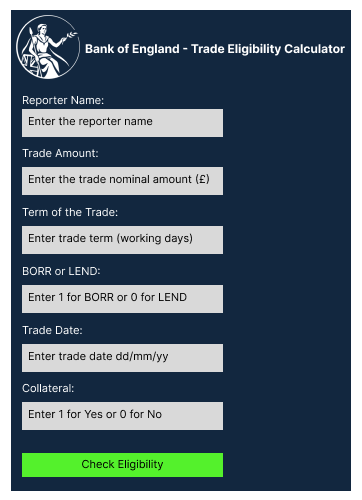 Bank of England - Trade Eligibility Calculator
Reporter Name:
Enter the reporter name
Trade Amount:
Enter the trade nominal amount (£)
Term of the Trade:
Enter trade term (working days)
BORR or LEND:
Enter 1 for BORR or 0 for LEND
Trade Date:
Enter trade date dd/mm/yy
Collateral:
Enter 1 for Yes or 0 for No
Check Eligibility